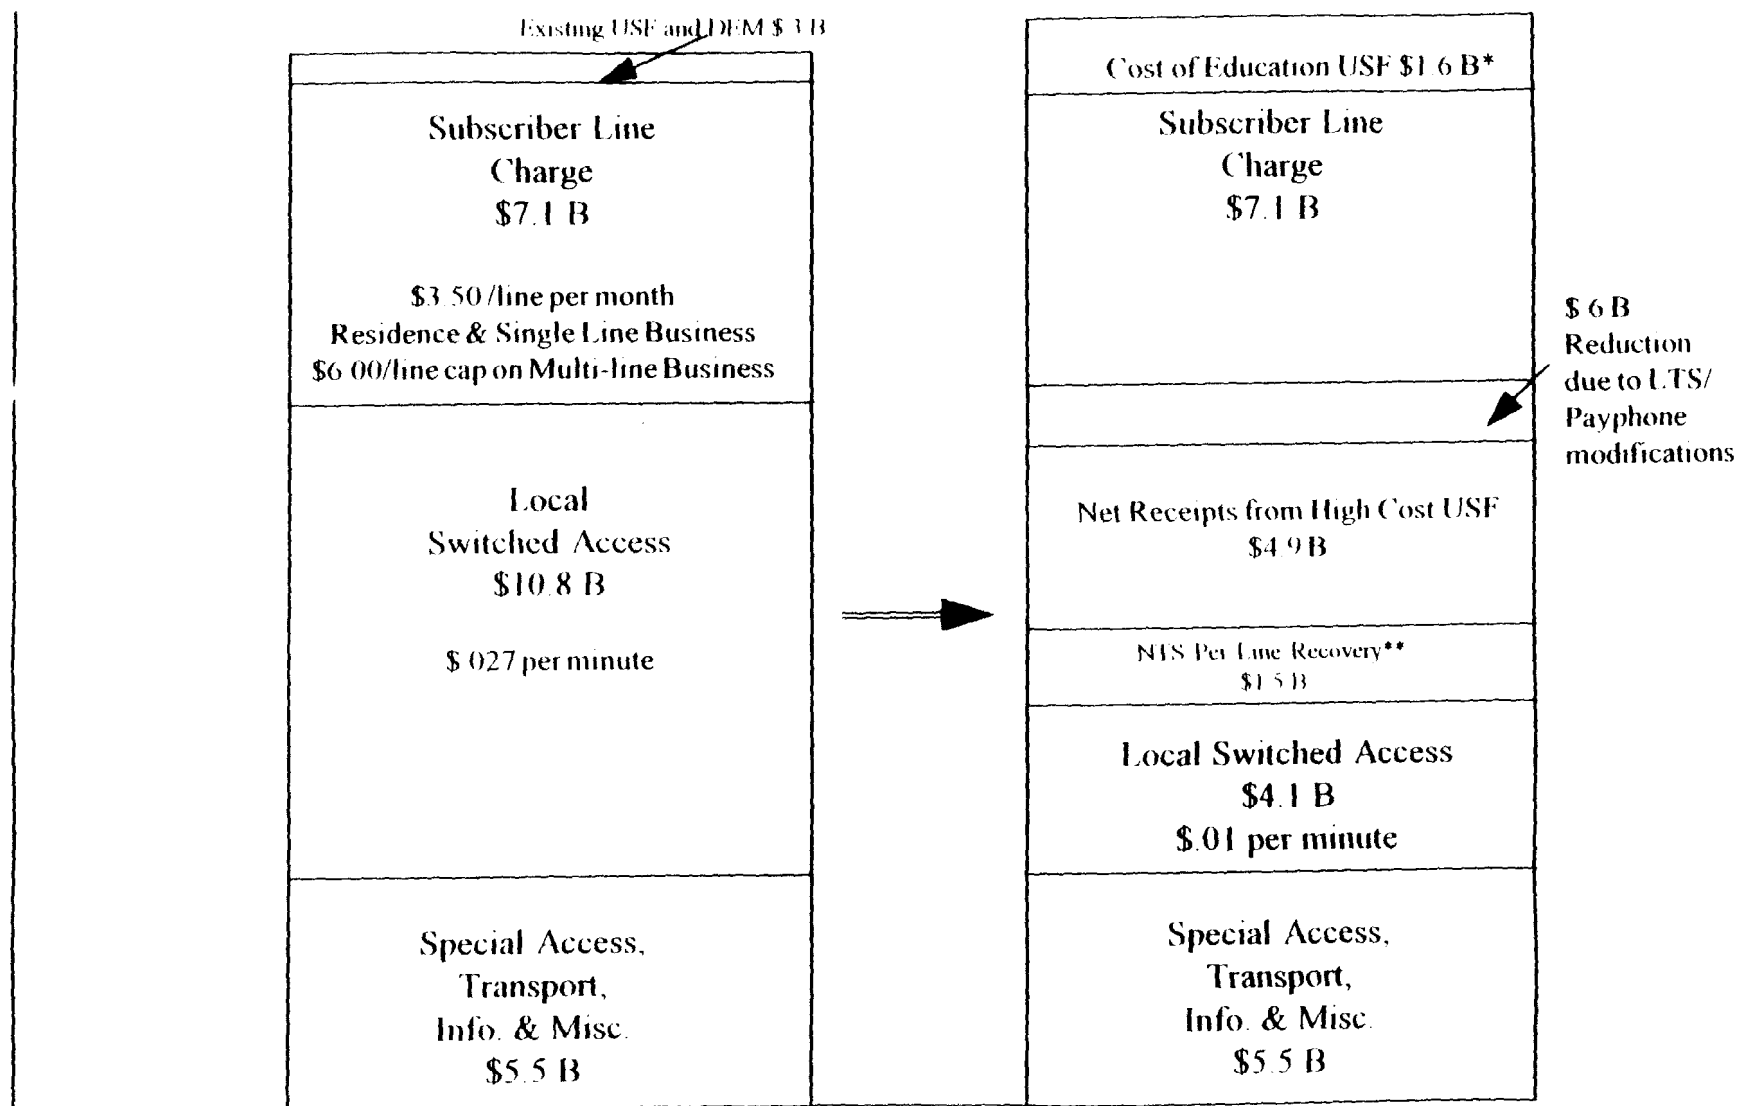 Existing USF and DEM $ 3 B
Subscriber Line
Charge
$7.1 B
$3.50/line per month
Residence & Single Line Business
$6.00/line cap on Multi-line Business
Local
Switched Access
$10.8 B
$.027 per minute
Special Access,
Transport,
Info. & Misc.
$5.5 B
Cost of Education USF $1.6 B*
Subscriber Line
Charge
$7.1 B
$ 6 B
Reduction
due to LTS/
Payphone
modifications
Net Receipts from High Cost USF
$4.9 B
NTS Per Line Recovery**
$1.5 B
Local Switched Access
$4.1 B
$.01 per minute
Special Access,
Transport,
Info. & Misc.
$5.5 B